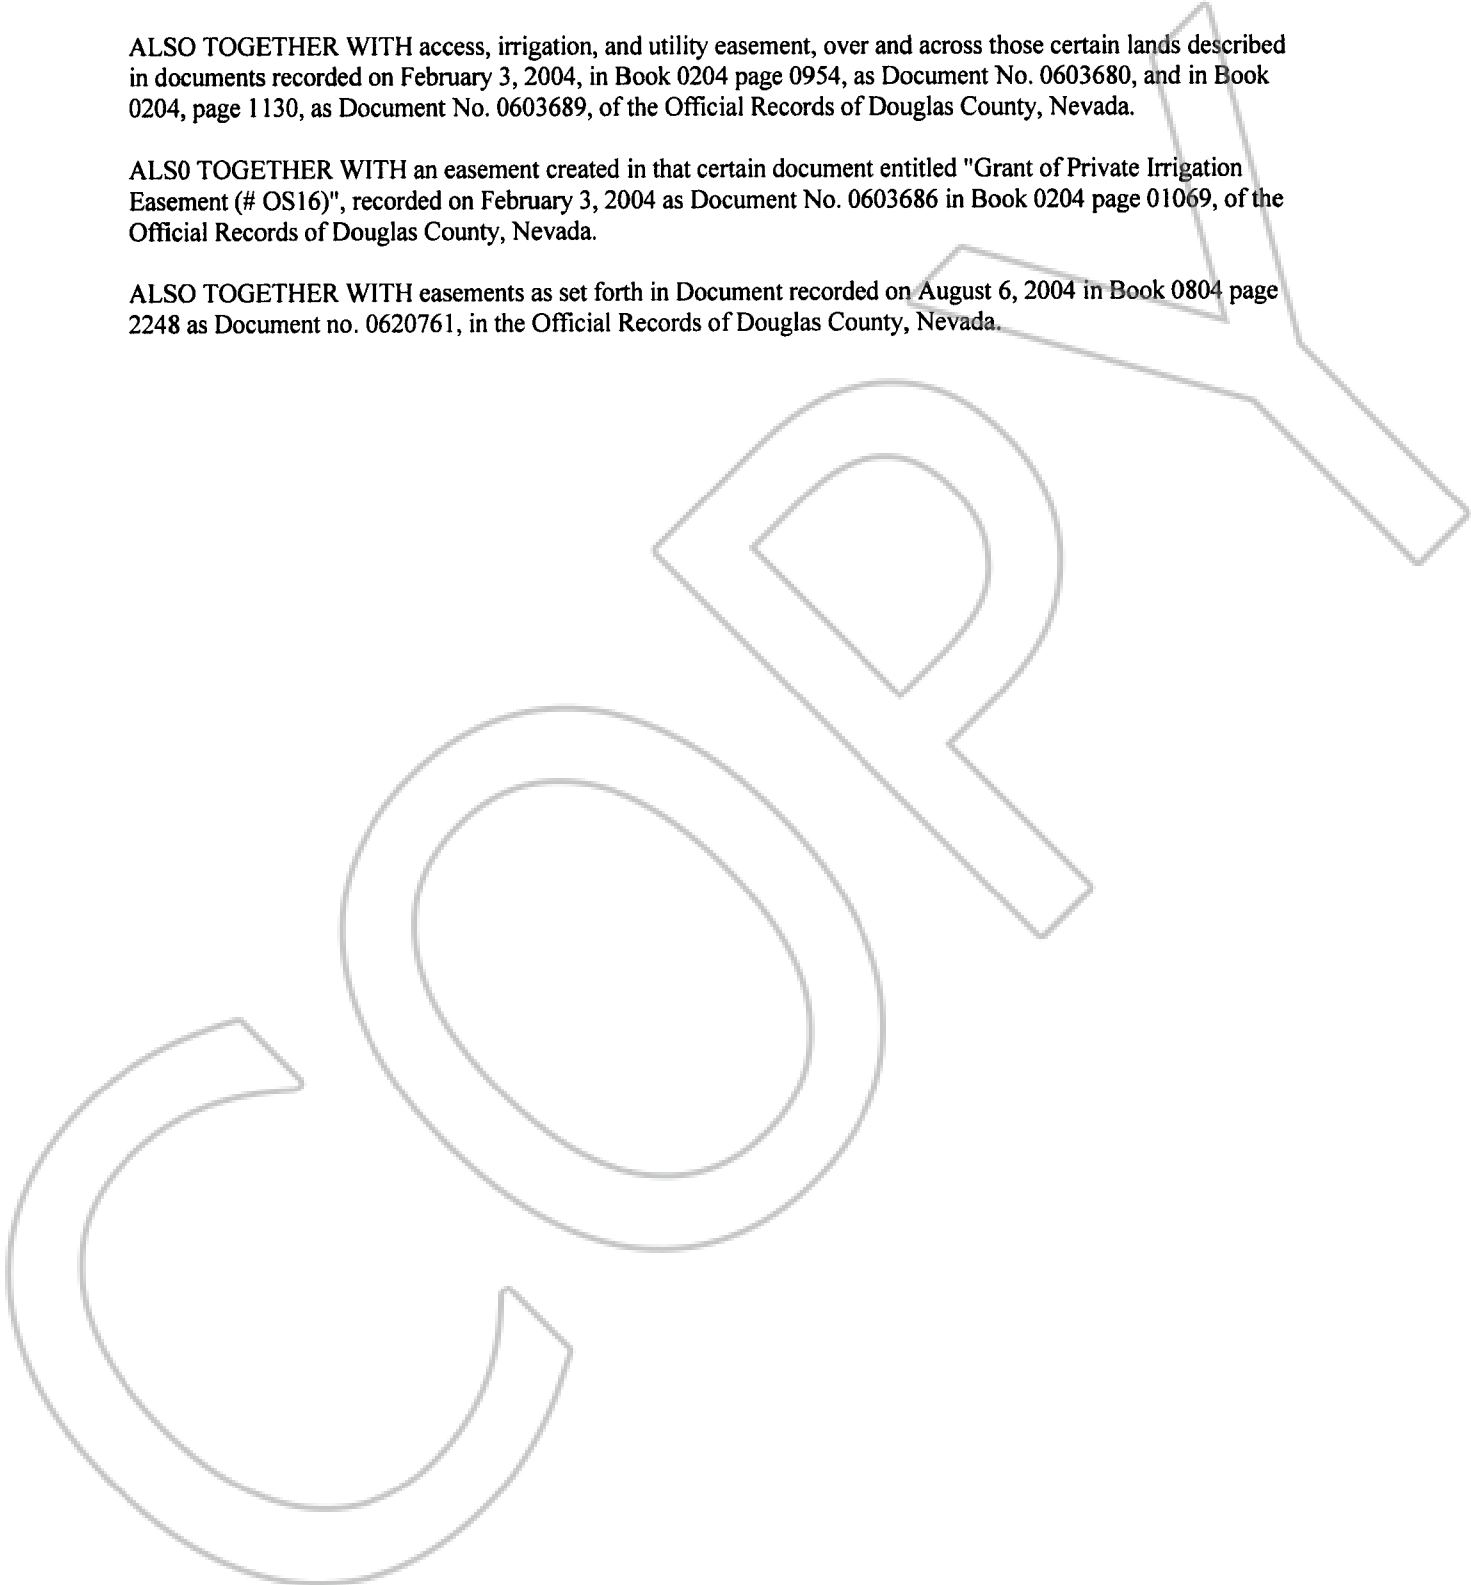 ALSO TOGETHER WITH access, irrigation, and utility easement, over and across those certain lands described
in documents recorded on February 3, 2004, in Book 0204 page 0954, as Document No. 0603680, and in Book
0204, page 1130, as Document No. 0603689, of the Official Records of Douglas County, Nevada.
ALS0 TOGETHER WITH an easement created in that certain document entitled "Grant of Private Irrigation
Easement (# OS16)", recorded on February 3, 2004 as Document No. 0603686 in Book 0204 page 01069, of the
Official Records of Douglas County, Nevada.
ALSO TOGETHER WITH easements as set forth in Document recorded on August 6, 2004 in Book 0804 page
2248 as Document no. 0620761, in the Official Records of Douglas County, Nevada.
COPY